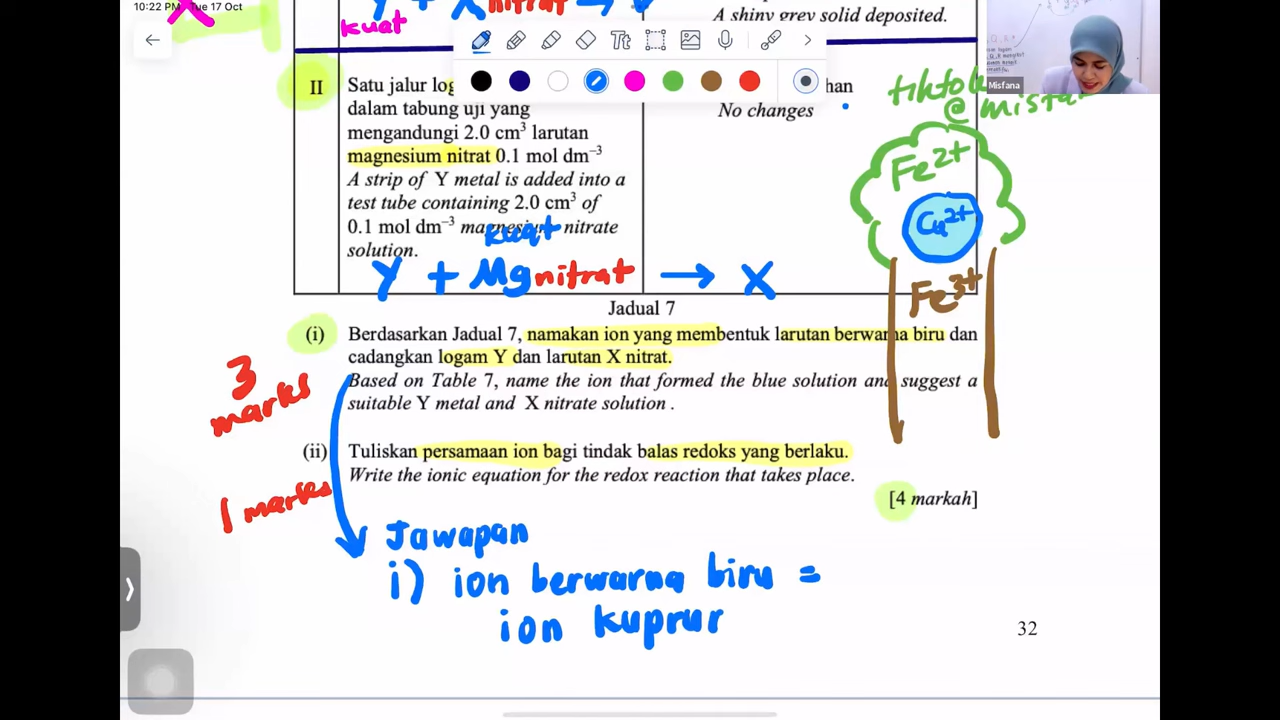 10:22 PM Tue 17 Oct
X
Y + X nitrat →
kuat
A shiny grey solid deposited.
Tt
Misfana
II
Satu jalur log
dalam tabung uji yang
mengandungi 2.0 cm³ larutan
magnesium nitrat 0.1 mol dm⁻³
A strip of Y metal is added into a
test tube containing 2.0 cm³ of
0.1 mol dm⁻³ magnesium nitrate
solution.
kuat
Y + Mg nitrat → X
han
No changes
tiktok
@ misfa
Fe²⁺
Cu²⁺
Fe³⁺
Jadual 7
(i) Berdasarkan Jadual 7, namakan ion yang membentuk larutan berwarna biru dan
cadangkan logam Y dan larutan X nitrat.
Based on Table 7, name the ion that formed the blue solution and suggest a
suitable Y metal and X nitrate solution .
3
marks
(ii) Tuliskan persamaan ion bagi tindak balas redoks yang berlaku.
Write the ionic equation for the redox reaction that takes place.
1 marks
[4 markah]
Jawapan
i) ion berwarna biru =
ion kuprur
32